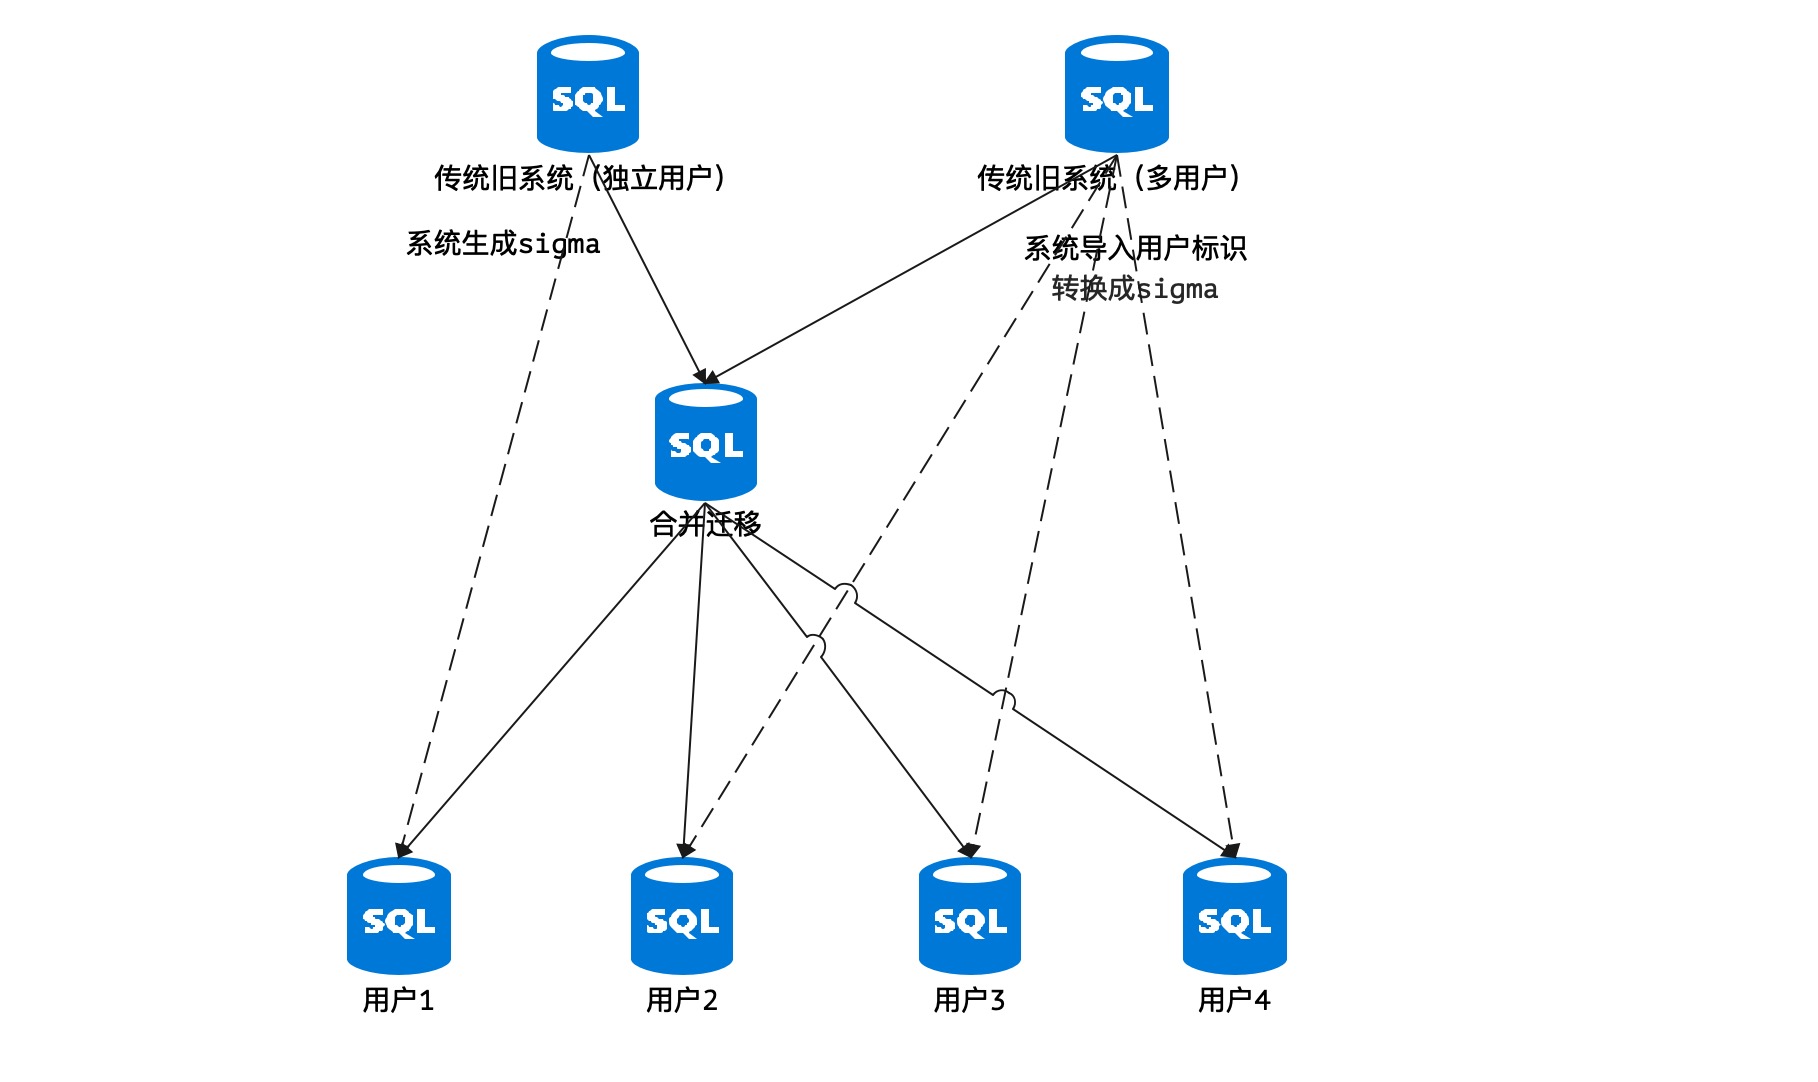 SQL
SQL
传统旧系统（独立用户）
传统旧系统（多用户）
系统生成sigma
系统导入用户标识
转换成sigma
SQL
合并迁移
SQL
SQL
SQL
SQL
用户1
用户2
用户3
用户4